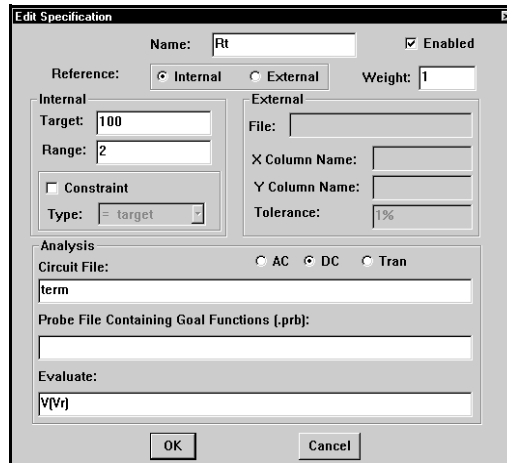 Edit Specification
Name: Rt Enabled
Reference: Internal External Weight: 1
Internal External
Target: 100 File:
Range: 2
X Column Name:
Constraint Y Column Name:
Type: = target Tolerance: 1%
Analysis
Circuit File: AC DC Tran
term
Probe File Containing Goal Functions (.prb):
Evaluate:
V(Vr)
OK Cancel